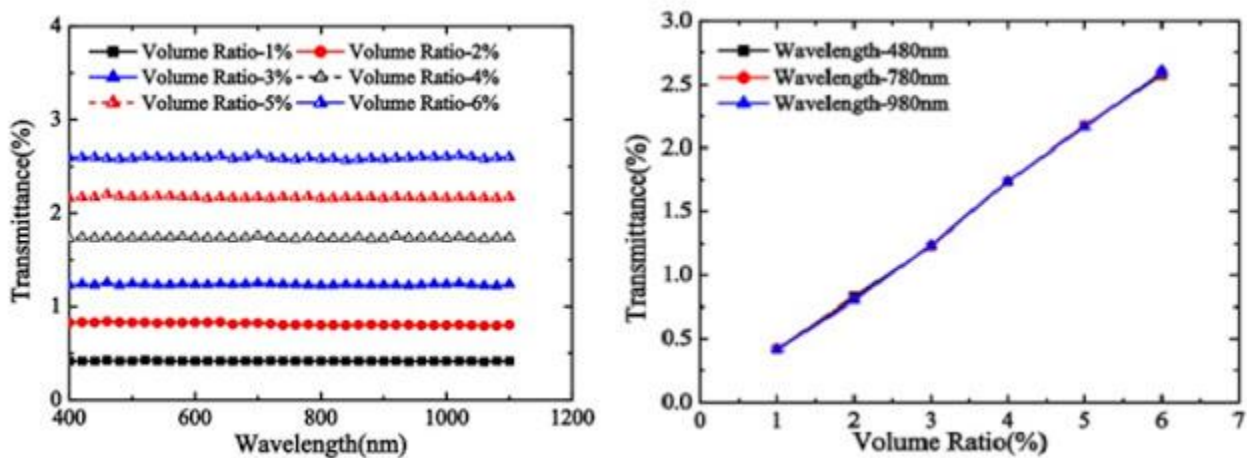 4
3
2
1
0
Transmittance(%)
Volume Ratio-1% Volume Ratio-2%
Volume Ratio-3% Volume Ratio-4%
Volume Ratio-5% Volume Ratio-6%
400 600 800 1000 1200
Wavelength(nm)
3.0
2.5
2.0
1.5
1.0
0.5
0.0
Transmittance(%)
Wavelength-480nm
Wavelength-780nm
Wavelength-980nm
0 1 2 3 4 5 6 7
Volume Ratio(%)